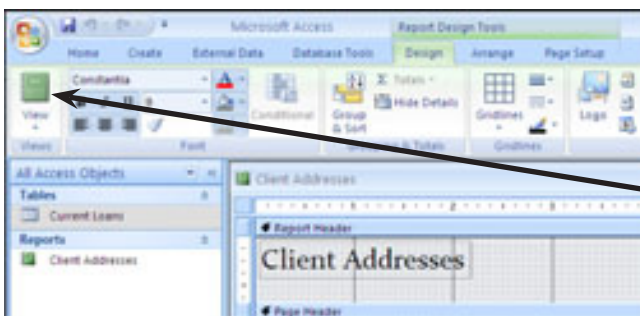 Microsoft Access
Report Design Tools
Home Create External Data Database Tools Design Arrange Page Setup
Constantia
View
Conditional
Group & Sort
Σ Totals
Hide Details
Gridlines
Logo
Views
Font
Grouping & Totals
Gridlines
All Access Objects
Tables
Current Loans
Reports
Client Addresses
Client Addresses
Report Header
Client Addresses
Page Header